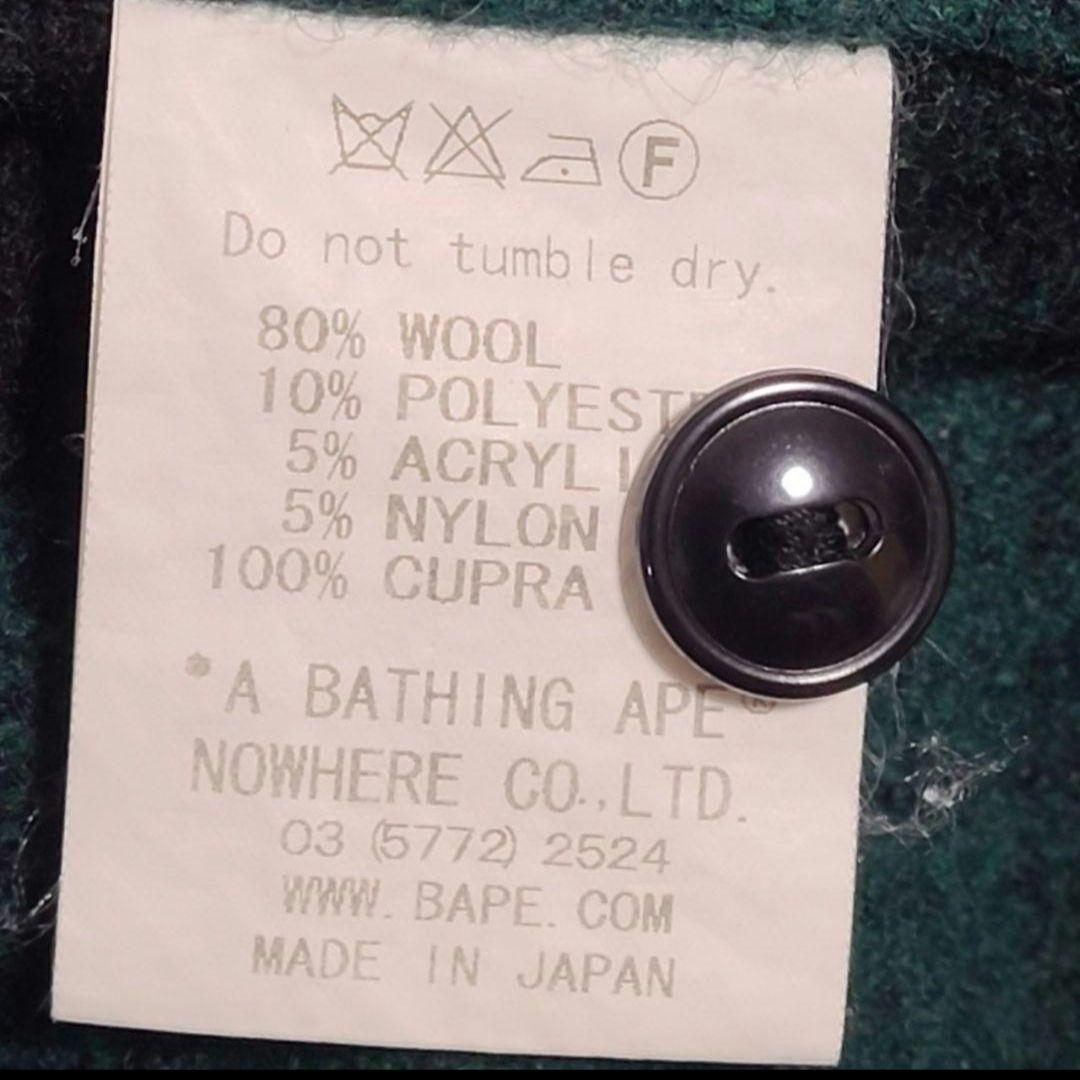 F
Do not tumble dry.
80% WOOL
10% POLYEST
5% ACRYLI
5% NYLON
100% CUPRA
*A BATHING APE®
NOWHERE CO.,LTD.
03 (5772) 2524
WWW. BAPE. COM
MADE IN JAPAN